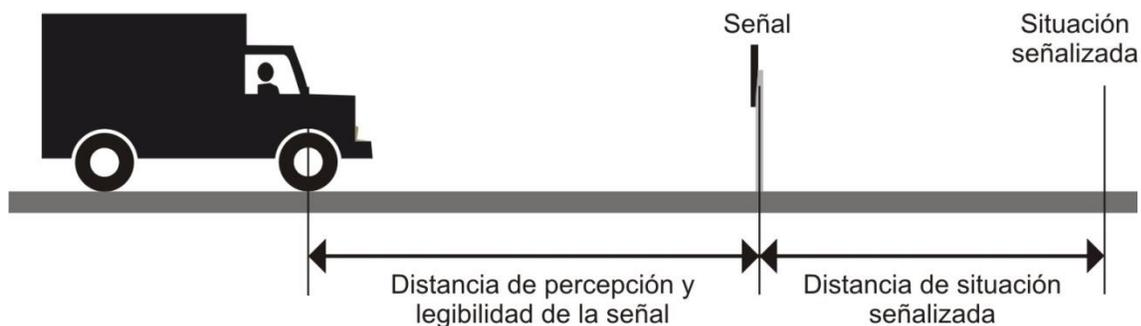 Señal
Situación
señalizada
Distancia de percepción y
legibilidad de la señal
Distancia de situación
señalizada